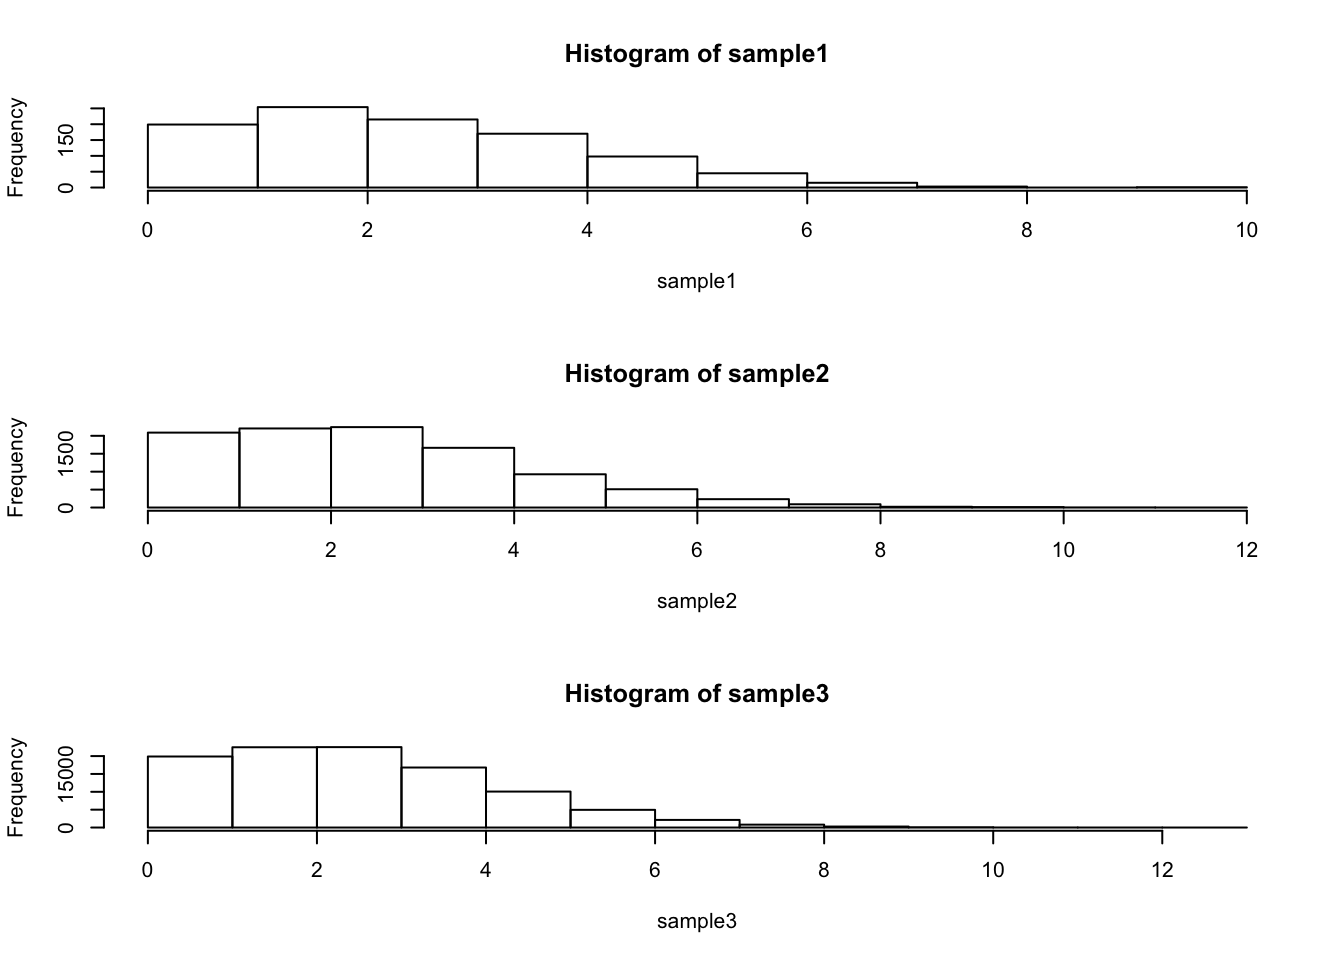 Histogram of sample1
Frequency
150
0
0 2 4 6 8 10
sample1
Histogram of sample2
Frequency
1500
0
0 2 4 6 8 10 12
sample2
Histogram of sample3
Frequency
15000
0
0 2 4 6 8 10 12
sample3